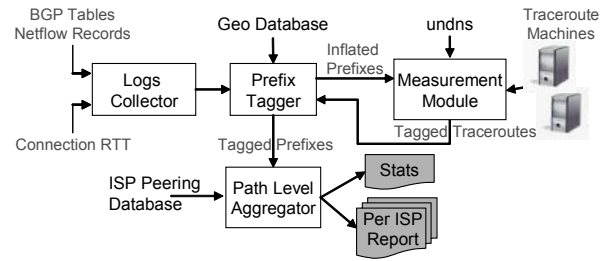 BGP Tables
Netflow Records
Geo Database
undns
Traceroute
Machines
Inflated
Prefixes
Logs
Collector
Prefix
Tagger
Measurement
Module
Connection RTT
Tagged Prefixes
Tagged Traceroutes
ISP Peering
Database
Path Level
Aggregator
Stats
Per ISP
Report